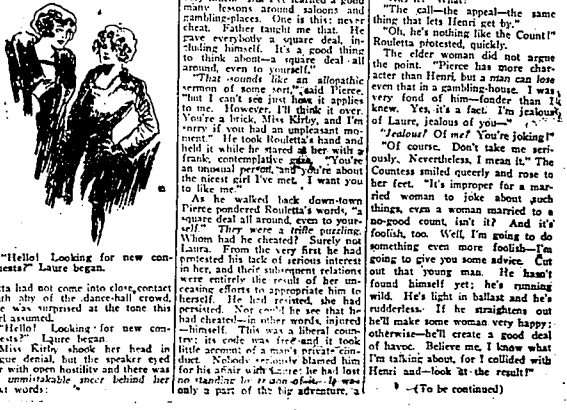 "Hello! Looking for new con-
quests?" Laure began.
tta had not come into close contact
with any of the dance-hall crowd,
e was surprised at the tone this
rl assumed.
"Hello! Looking for new con-
ests?" Laure began.
Miss Kirby shook her head in
gue denial, but the speaker eyed
r with open hostility and there was
unmistakable sneer behind her
xt words:
many lessons around saloons and
gambling-places. One is this: never
cheat. Father taught me that. He
gave everybody a square deal, in-
cluding himself. It's a good thing
to think about—a square deal all
around, even to yourself."
"That sounds like an allopathic
sermon of some sort," said Pierce,
"but I can't see just how it applies
to me. However, I'll think it over.
You're a brick, Miss Kirby, and I'm
sorry if you had an unpleasant mo-
ment." He took Rouletta's hand and
held it while he stared at her with a
frank, contemplative gaze. "You're
an unusual person, and you're about
the nicest girl I've met. I want you
to like me."
As he walked back down-town
Pierce pondered Rouletta's words, "a
square deal all around, even to your-
self." They were a trifle puzzling.
Whom had he cheated? Surely not
Laura. From the very first he had
protested his lack of serious interest
in her, and their subsequent relations
were entirely the result of her un-
ceasing efforts to appropriate him to
herself. He had resisted, she had
persisted. Nor could he see that he
had cheated—in other words, injured
—himself. This was a liberal coun-
try; its code was free and it took
little account of a man's private con-
duct. Nobody seriously blamed him
for his affair with Laure; he had lost
no standing by reason of it. It was
only a part of the big adventure, a
"The call—the appeal—the same
thing that lets Henri get by."
"Oh, he's nothing like the Count!"
Rouletta protested, quickly.
The elder woman did not argue
the point. "Pierce has more char-
acter than Henri, but a man can lose
even that in a gambling-house. I was
very fond of him—fonder than I
knew. Yes, it's a fact. I'm jealous
of Laure, jealous of you—"
"Jealous? Of me? You're joking!"
"Of course. Don't take me seri-
ously. Nevertheless, I mean it." The
Countess smiled queerly and rose to
her feet. "It's improper for a mar-
ried woman to joke about such
things, even a woman married to a
no-good count, isn't it? And it's
foolish, too. Well, I'm going to do
something even more foolish—I'm
going to give you some advice. Cut
out that young man. He hasn't
found himself yet; he's running
wild. He's light in ballast and he's
rudderless. If he straightens out
he'll make some woman very happy;
otherwise—he'll create a good deal
of havoc. Believe me, I know what
I'm talking about, for I collided with
Henri and—look at the result!"
(To be continued)